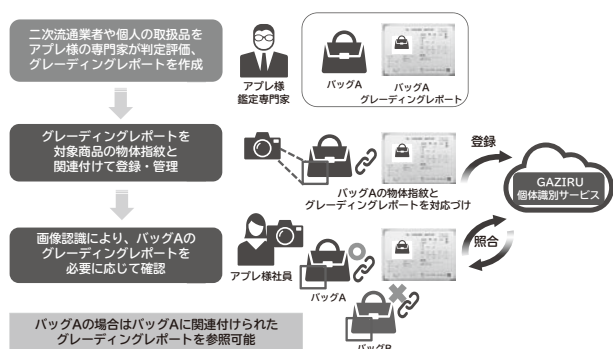 二次流通業者や個人の取扱品を
アプレ様の専門家が判定評価、
グレーディングレポートを作成
アプレ様
鑑定専門家
バッグA
バッグA
グレーディングレポート
グレーディングレポートを
対象商品の物体指紋と
関連付けて登録・管理
バッグAの物体指紋と
グレーディングレポートを対応づけ
登録
GAZIRU
個体識別サービス
照合
画像認識により、バッグAの
グレーディングレポートを
必要に応じて確認
アプレ様社員
バッグA
バッグB
バッグAの場合はバッグAに関連付けられた
グレーディングレポートを参照可能